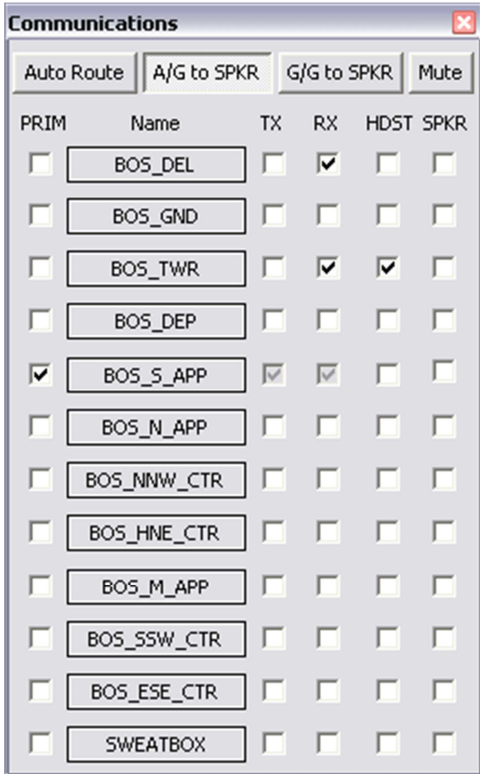 Communications
Auto Route A/G to SPKR G/G to SPKR Mute
PRIM Name TX RX HDST SPKR
BOS_DEL
BOS_GND
BOS_TWR
BOS_DEP
BOS_S_APP
BOS_N_APP
BOS_NNW_CTR
BOS_HNE_CTR
BOS_M_APP
BOS_SSW_CTR
BOS_ESE_CTR
SWEATBOX